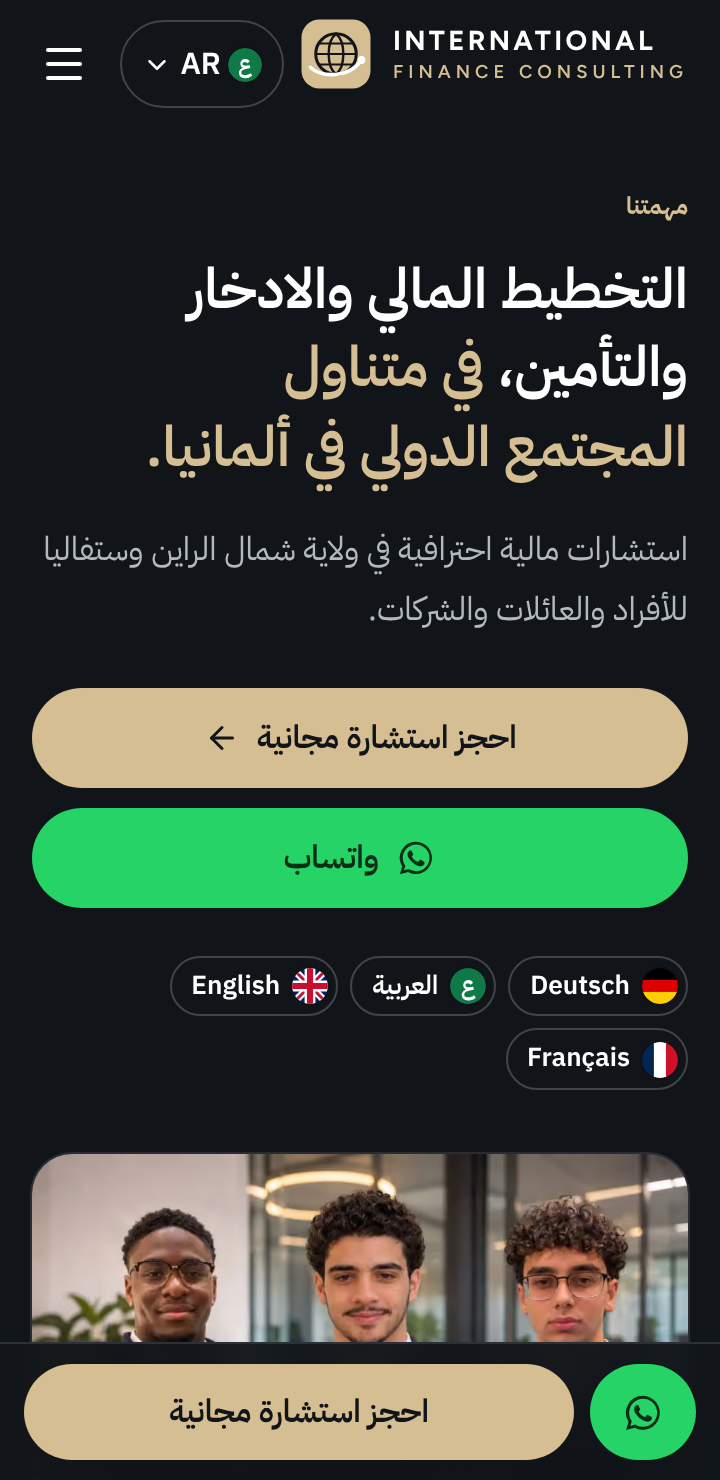 INTERNATIONAL
FINANCE CONSULTING
ع AR
مهمتنا
التخطيط المالي والادخار
والتأمين، في متناول
المجتمع الدولي في ألمانيا.
استشارات مالية احترافية في ولاية شمال الراين وستفاليا
للأفراد والعائلات والشركات.
احجز استشارة مجانية ←
واتساب
Deutsch
ع العربية
English
Français
احجز استشارة مجانية